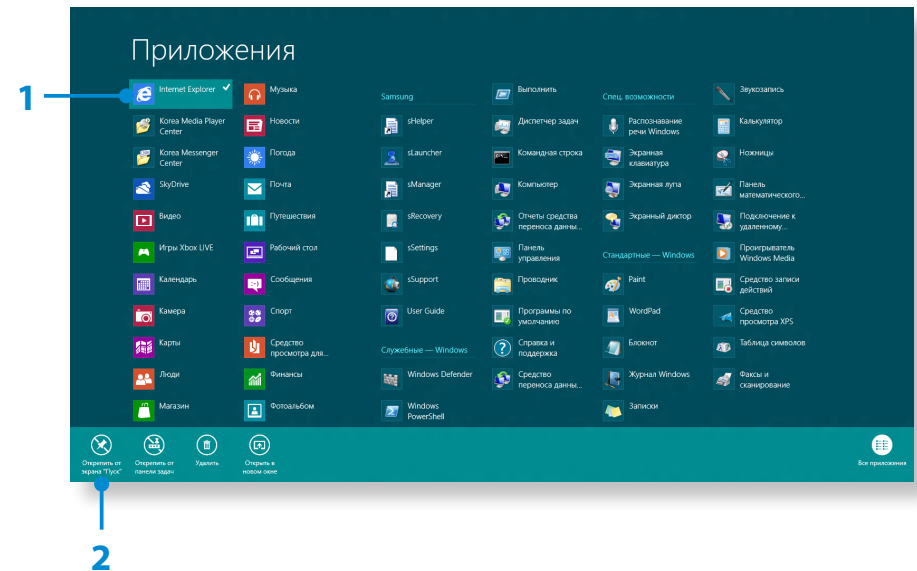 Приложения
1
Internet Explorer
Korea Media Player
Center
Korea Messenger
Center
SkyDrive
Видео
Игры Xbox LIVE
Календарь
Камера
Карты
Люди
Магазин
Музыка
Новости
Погода
Почта
Путешествия
Рабочий стол
Сообщения
Спорт
Средство
просмотра для...
Финансы
Фотоальбом
Samsung
sHelper
sLauncher
sManager
sRecovery
sSettings
sSupport
User Guide
Служебные — Windows
Windows Defender
Windows
PowerShell
Выполнить
Диспетчер задач
Командная строка
Компьютер
Отчеты средства
переноса данны...
Панель
управления
Проводник
Программы по
умолчанию
Справка и
поддержка
Средство
переноса данны...
Спец. возможности
Распознавание
речи Windows
Экранная
клавиатура
Экранная лупа
Экранный диктор
Стандартные — Windows
Paint
WordPad
Блокнот
Журнал Windows
Записки
Звукозапись
Калькулятор
Ножницы
Панель
математического...
Подключение к
удаленному...
Проигрыватель
Windows Media
Средство записи
действий
Средство
просмотра XPS
Таблица символов
Факсы и
сканирование
Открепить от
экрана "Пуск"
Открепить от
панели задач
Удалить
Открыть в
новом окне
Все приложения
2